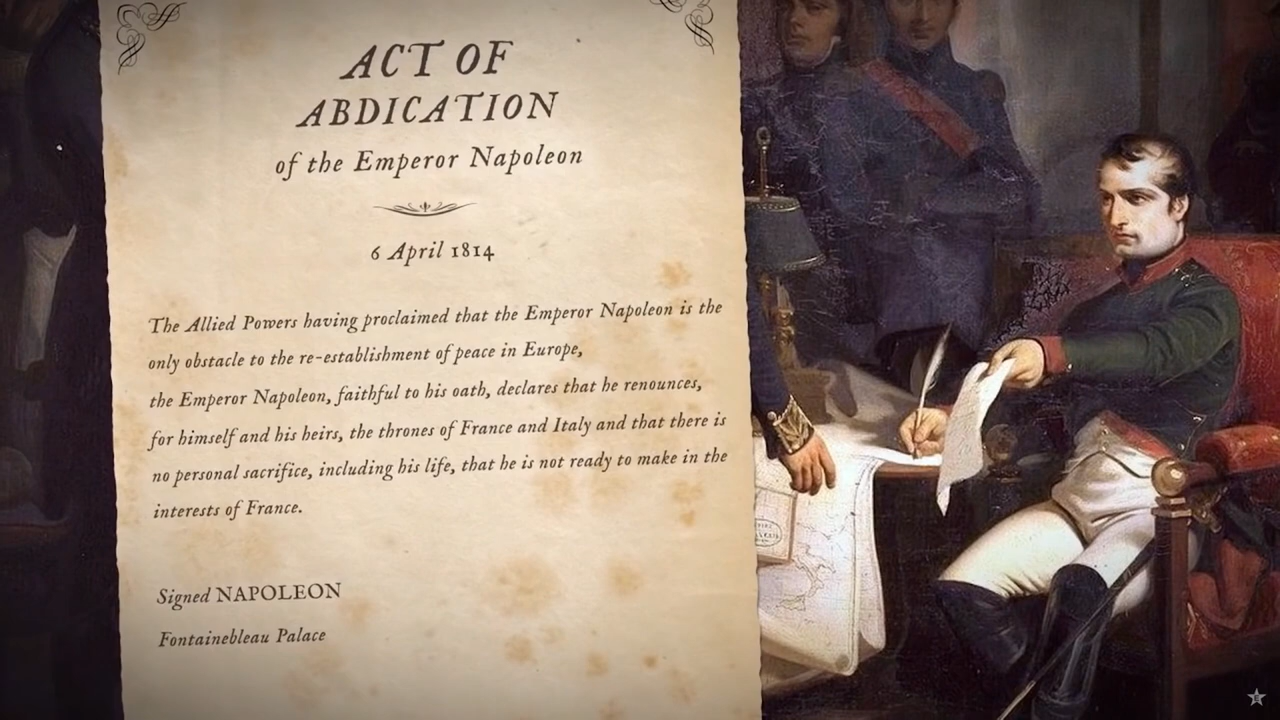 ACT OF
ABDICATION
of the Emperor Napoleon
6 April 1814
The Allied Powers having proclaimed that the Emperor Napoleon is the
only obstacle to the re-establishment of peace in Europe,
the Emperor Napoleon, faithful to his oath, declares that he renounces,
for himself and his heirs, the thrones of France and Italy and that there is
no personal sacrifice, including his life, that he is not ready to make in the
interests of France.
Signed NAPOLEON
Fontainebleau Palace